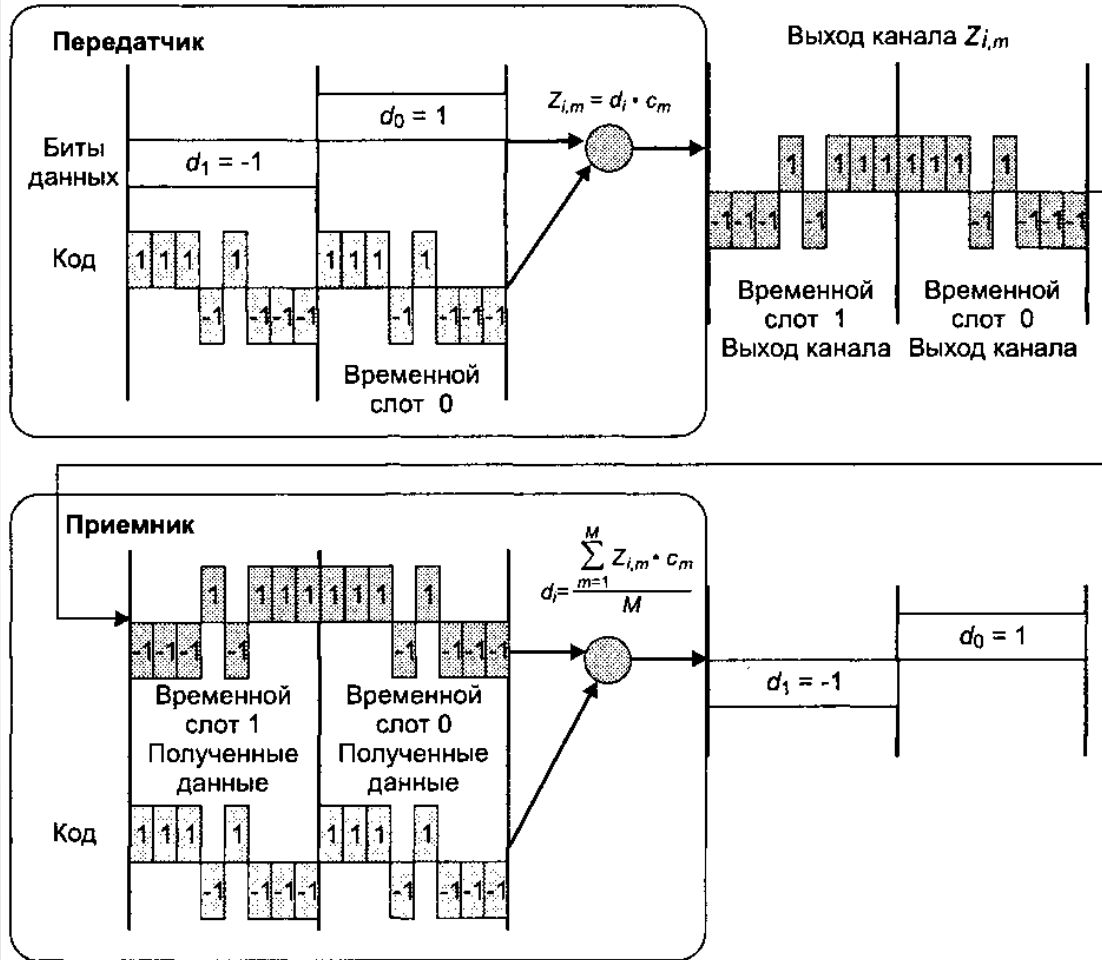 Передатчик
Выход канала Z_{i,m}
d_0 = 1
Z_{i,m} = d_i · c_m
Биты данных
d_1 = -1
1 1 1 -1 1 -1 -1 -1
1 1 1 -1 1 -1 -1 -1
Код
-1 -1 -1 1 -1 1 1 1
1 1 1 -1 1 -1 -1 -1
Временной слот 0
Временной слот 1
Выход канала
Временной слот 0
Выход канала
Приемник
d_i = \frac{\sum_{m=1}^{M} Z_{i,m} · c_m}{M}
-1 -1 -1 1 -1 1 1 1
1 1 1 -1 1 -1 -1 -1
d_0 = 1
d_1 = -1
Временной слот 1
Полученные данные
Временной слот 0
Полученные данные
Код
1 1 1 -1 1 -1 -1 -1
1 1 1 -1 1 -1 -1 -1